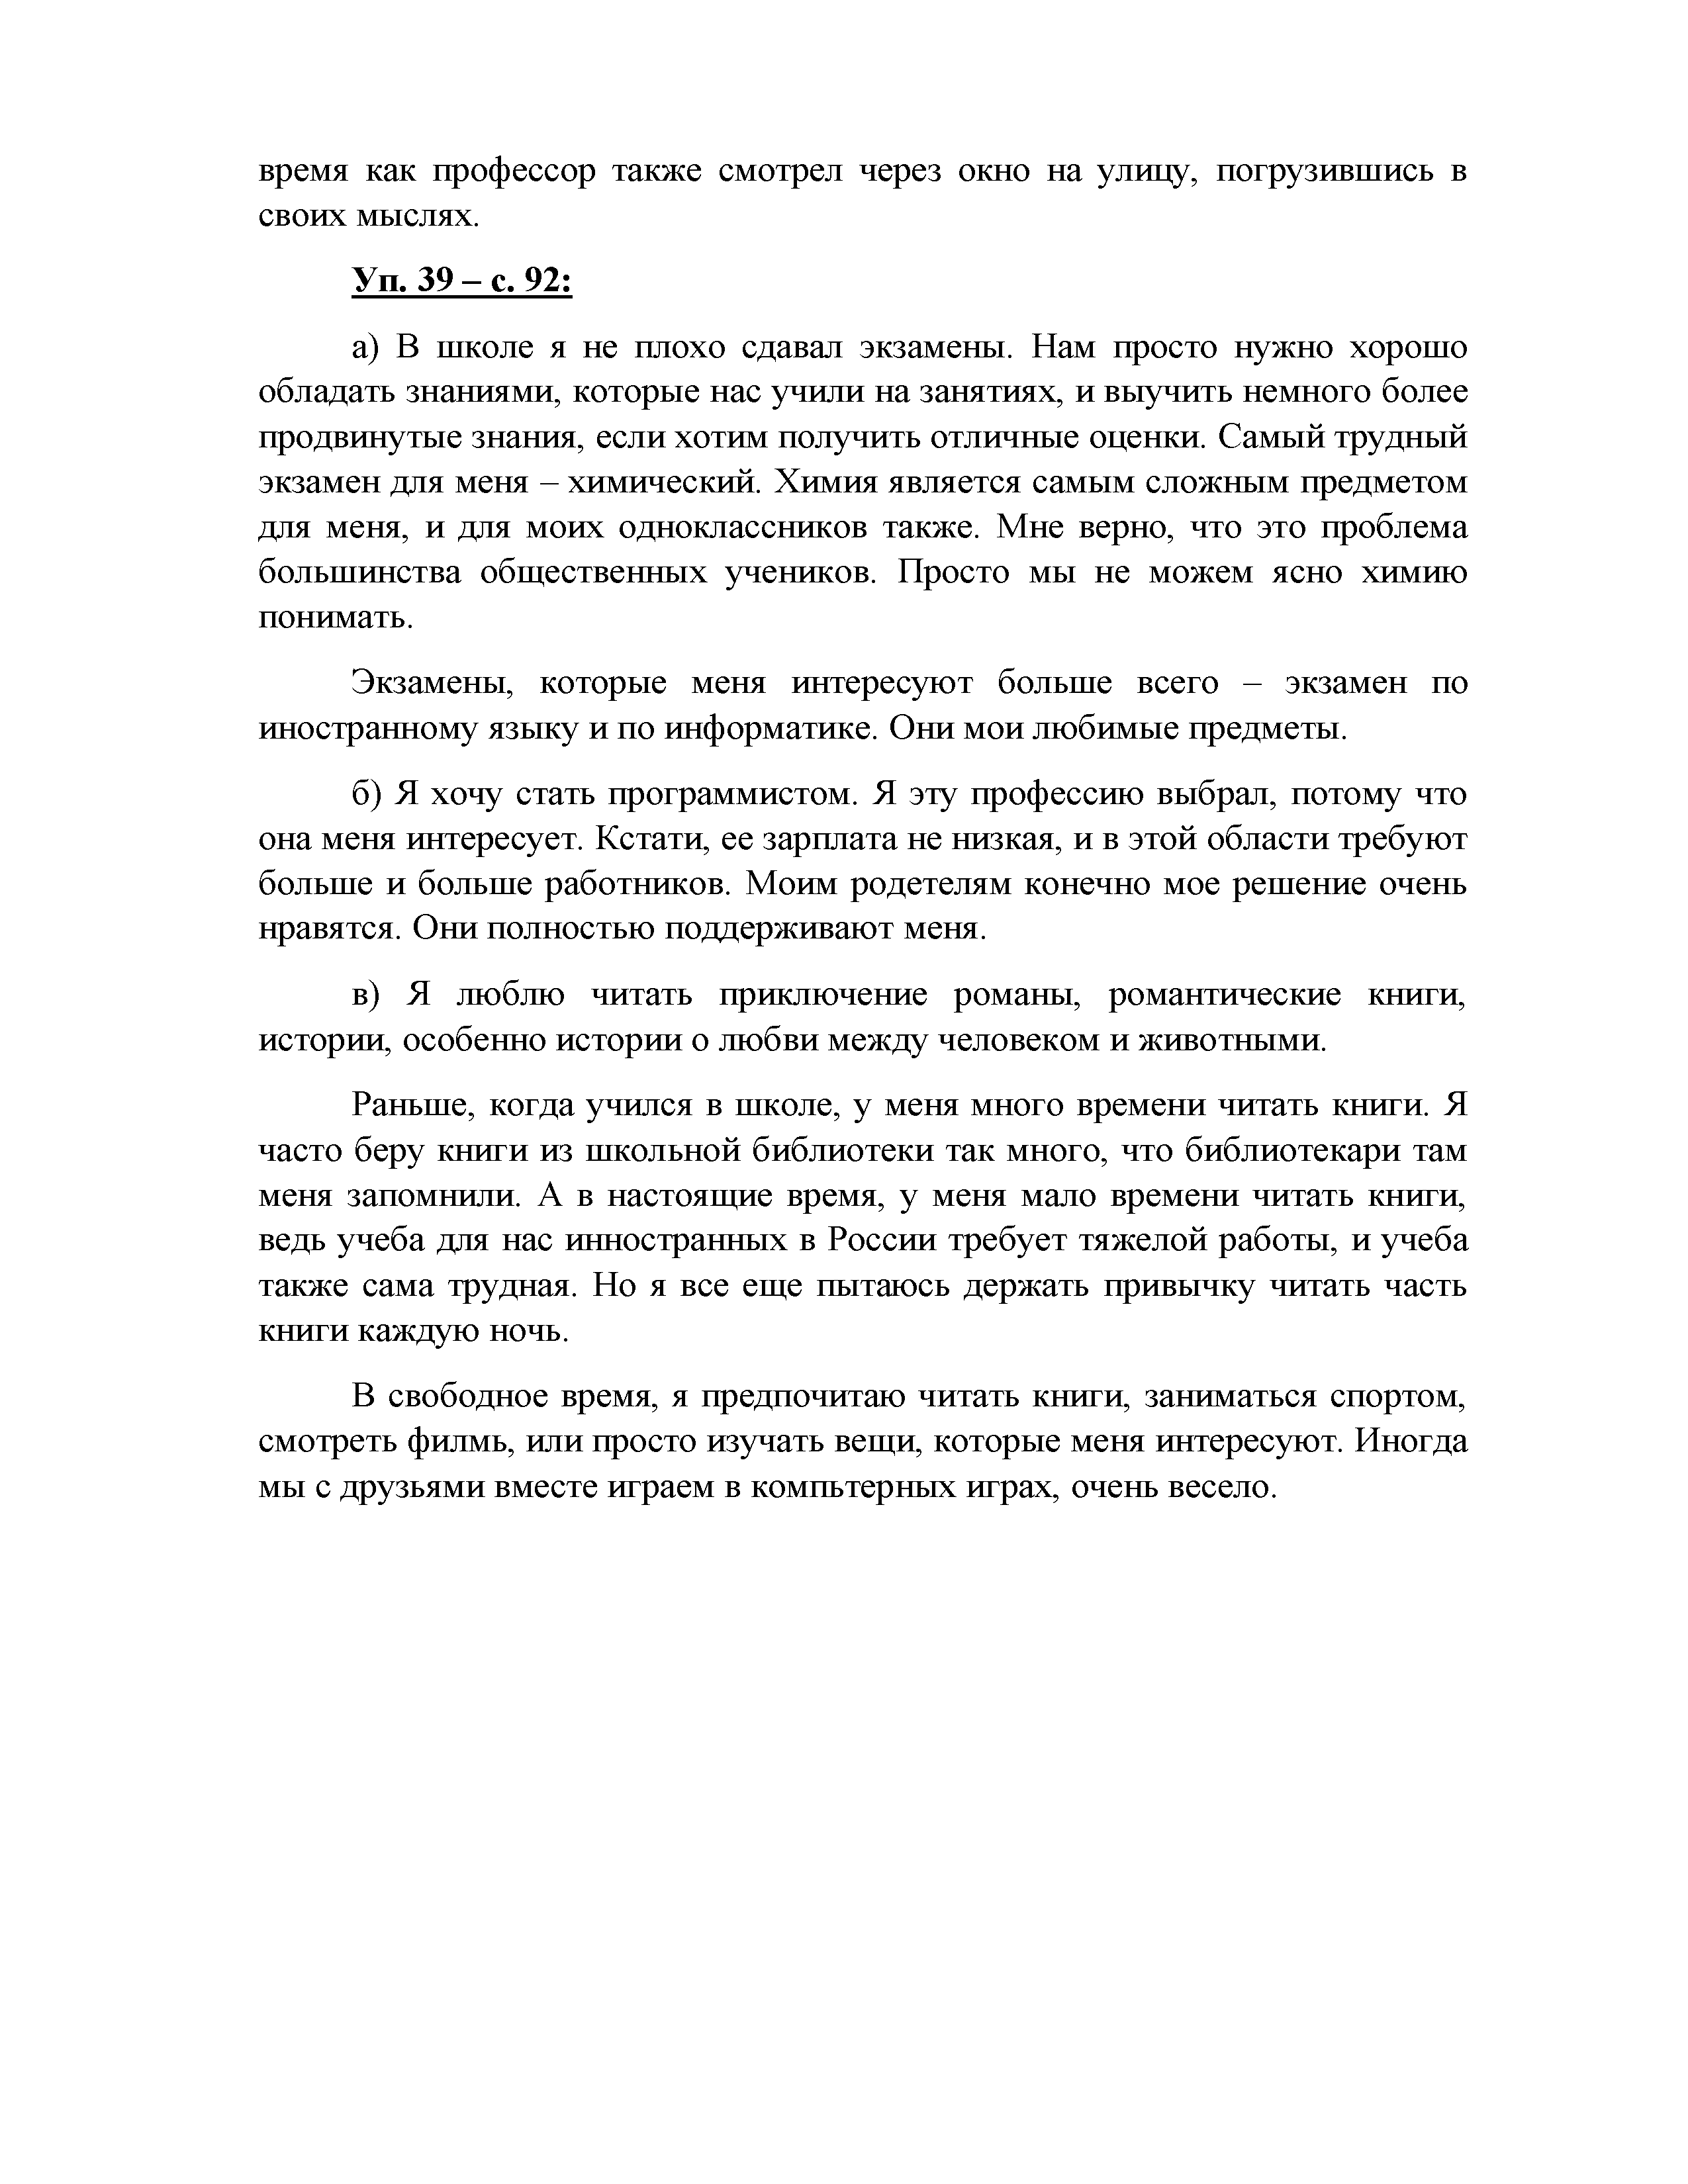 время как профессор также смотрел через окно на улицу, погрузившись в
своих мыслях.
Уп. 39 – с. 92:
а) В школе я не плохо сдавал экзамены. Нам просто нужно хорошо
обладать знаниями, которые нас учили на занятиях, и выучить немного более
продвинутые знания, если хотим получить отличные оценки. Самый трудный
экзамен для меня – химический. Химия является самым сложным предметом
для меня, и для моих одноклассников также. Мне верно, что это проблема
большинства общественных учеников. Просто мы не можем ясно химию
понимать.
Экзамены, которые меня интересуют больше всего – экзамен по
иностранному языку и по информатике. Они мои любимые предметы.
б) Я хочу стать программистом. Я эту профессию выбрал, потому что
она меня интересует. Кстати, ее зарплата не низкая, и в этой области требуют
больше и больше работников. Моим родетелям конечно мое решение очень
нравятся. Они полностью поддерживают меня.
в) Я люблю читать приключение романы, романтические книги,
истории, особенно истории о любви между человеком и животными.
Раньше, когда учился в школе, у меня много времени читать книги. Я
часто беру книги из школьной библиотеки так много, что библиотекари там
меня запомнили. А в настоящие время, у меня мало времени читать книги,
ведь учеба для нас инностранных в России требует тяжелой работы, и учеба
также сама трудная. Но я все еще пытаюсь держать привычку читать часть
книги каждую ночь.
В свободное время, я предпочитаю читать книги, заниматься спортом,
смотреть филмь, или просто изучать вещи, которые меня интересуют. Иногда
мы с друзьями вместе играем в компьтерных играх, очень весело.